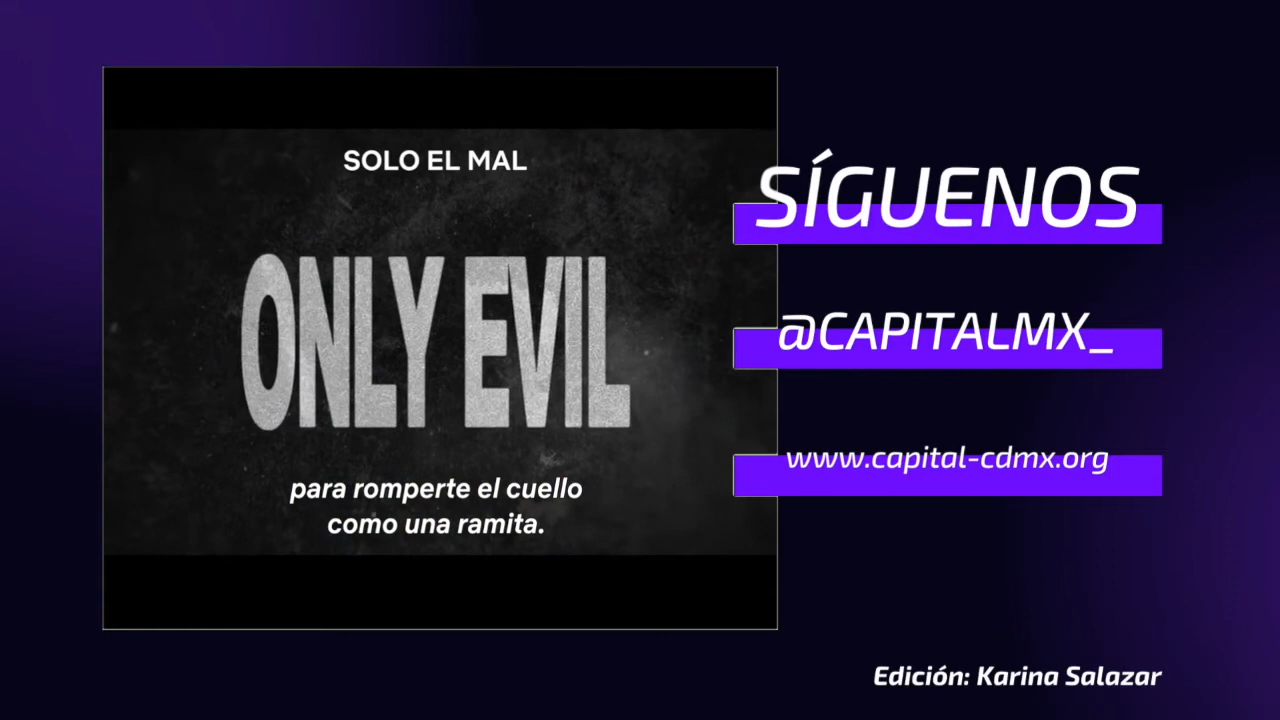 SOLO EL MAL
ONLY EVIL
para romperte el cuello
como una ramita.
SÍGUENOS
@CAPITALMX_
www.capital-cdmx.org
Edición: Karina Salazar